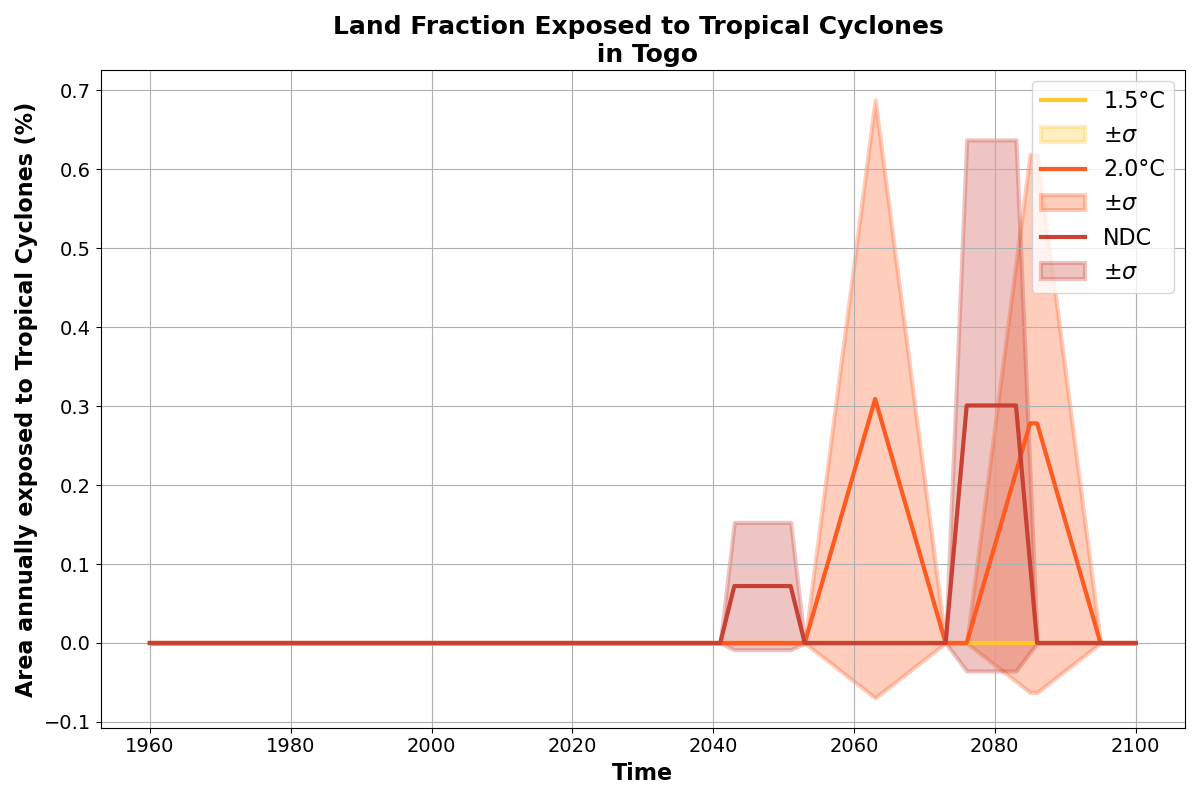 Land Fraction Exposed to Tropical Cyclones
in Togo
Area annually exposed to Tropical Cyclones (%)
0.7
0.6
0.5
0.4
0.3
0.2
0.1
0.0
−0.1
1960
1980
2000
2020
2040
2060
2080
2100
Time
1.5°C
±σ
2.0°C
±σ
NDC
±σ